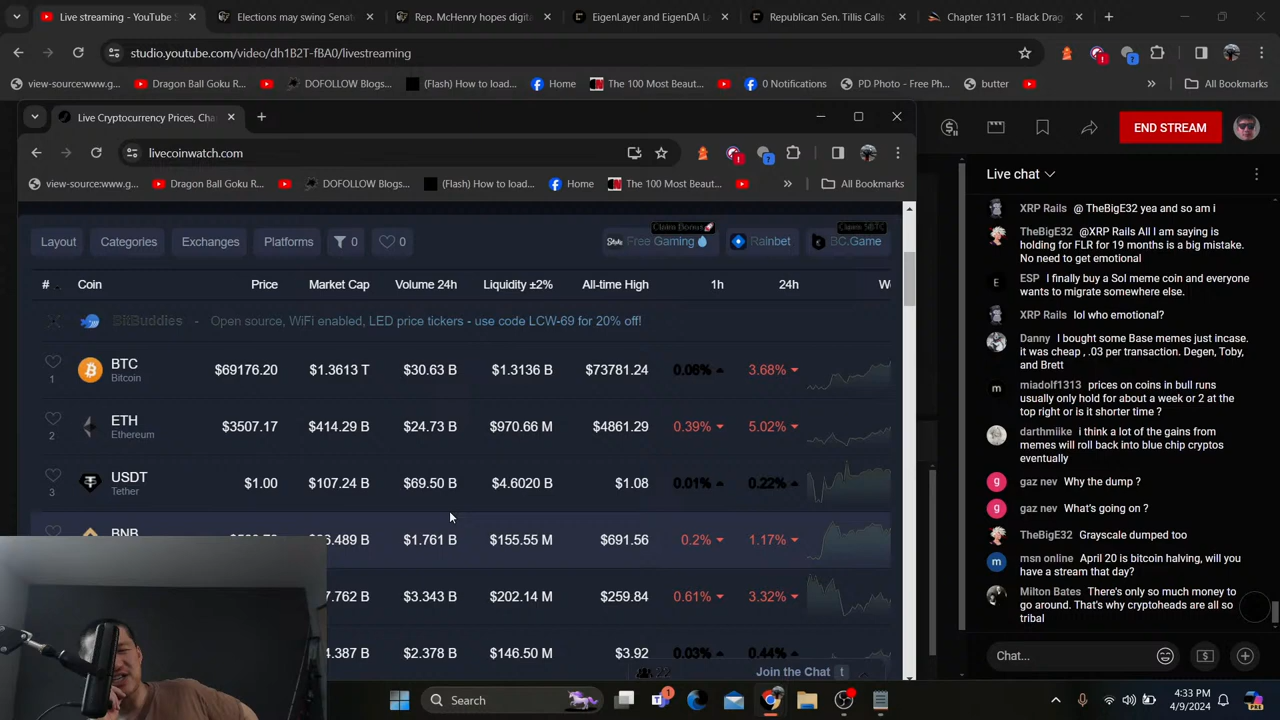 Live streaming - YouTube S
Elections may swing Senat
Rep. McHenry hopes digita
EigenLayer and EigenDA La
Republican Sen. Tillis Calls
Chapter 1311 - Black Drag
studio.youtube.com/video/dh1B2T-fBA0/livestreaming
view-source:www.g...
Dragon Ball Goku R...
DOFOLLOW Blogs...
(Flash) How to load...
Home
The 100 Most Beaut...
0 Notifications
PD Photo - Free Ph...
butter
All Bookmarks
Live Cryptocurrency Prices, Cha
livecoinwatch.com
view-source:www.g...
Dragon Ball Goku R...
DOFOLLOW Blogs...
(Flash) How to load...
Home
The 100 Most Beaut...
All Bookmarks
Layout Categories Exchanges Platforms 0 0
Claim Bonus
Free Gaming
Rainbet
BC.Game
# Coin Price Market Cap Volume 24h Liquidity ±2% All-time High 1h 24h We
BitBuddies - Open source, WiFi enabled, LED price tickers - use code LCW-69 for 20% off!
1 BTC Bitcoin $69176.20 $1.3613 T $30.63 B $1.3136 B $73781.24 0.06% 3.68%
2 ETH Ethereum $3507.17 $414.29 B $24.73 B $970.66 M $4861.29 0.39% 5.02%
3 USDT Tether $1.00 $107.24 B $69.50 B $4.6020 B $1.08 0.01% 0.22%
BNB 6.489 B $1.761 B $155.55 M $691.56 0.2% 1.17%
7.762 B $3.343 B $202.14 M $259.84 0.61% 3.32%
4.387 B $2.378 B $146.50 M $3.92 0.03% 0.44%
22 Join the Chat t
END STREAM
Live chat
XRP Rails @ TheBigE32 yea and so am i
TheBigE32 @XRP Rails All I am saying is
holding for FLR for 19 months is a big mistake.
No need to get emotional
ESP I finally buy a Sol meme coin and everyone
wants to migrate somewhere else.
XRP Rails lol who emotional?
Danny I bought some Base memes just incase.
it was cheap , .03 per transaction. Degen, Toby,
and Brett
miadolf1313 prices on coins in bull runs
usually only hold for about a week or 2 at the
top right or is it shorter time ?
darthmiike i think a lot of the gains from
memes will roll back into blue chip cryptos
eventually
gaz nev Why the dump ?
gaz nev What's going on ?
TheBigE32 Grayscale dumped too
msn online April 20 is bitcoin halving, will you
have a stream that day?
Milton Bates There's only so much money to
go around. That's why cryptoheads are all so
tribal
Chat...
Search
4:33 PM
4/9/2024